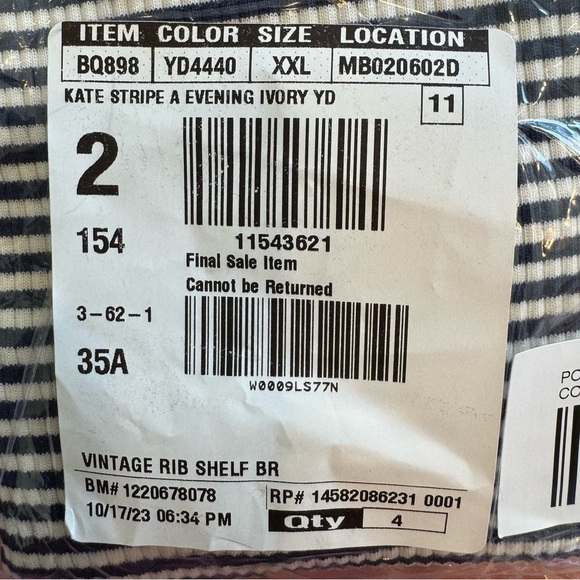 ITEM COLOR SIZE LOCATION
BQ898 YD4440 XXL MB020602D
KATE STRIPE A EVENING IVORY YD
11
2
154
11543621
Final Sale Item
Cannot be Returned
3-62-1
35A
W0009LS77N
VINTAGE RIB SHELF BR
BM# 1220678078 RP# 14582086231 0001
10/17/23 06:34 PM Qty 4